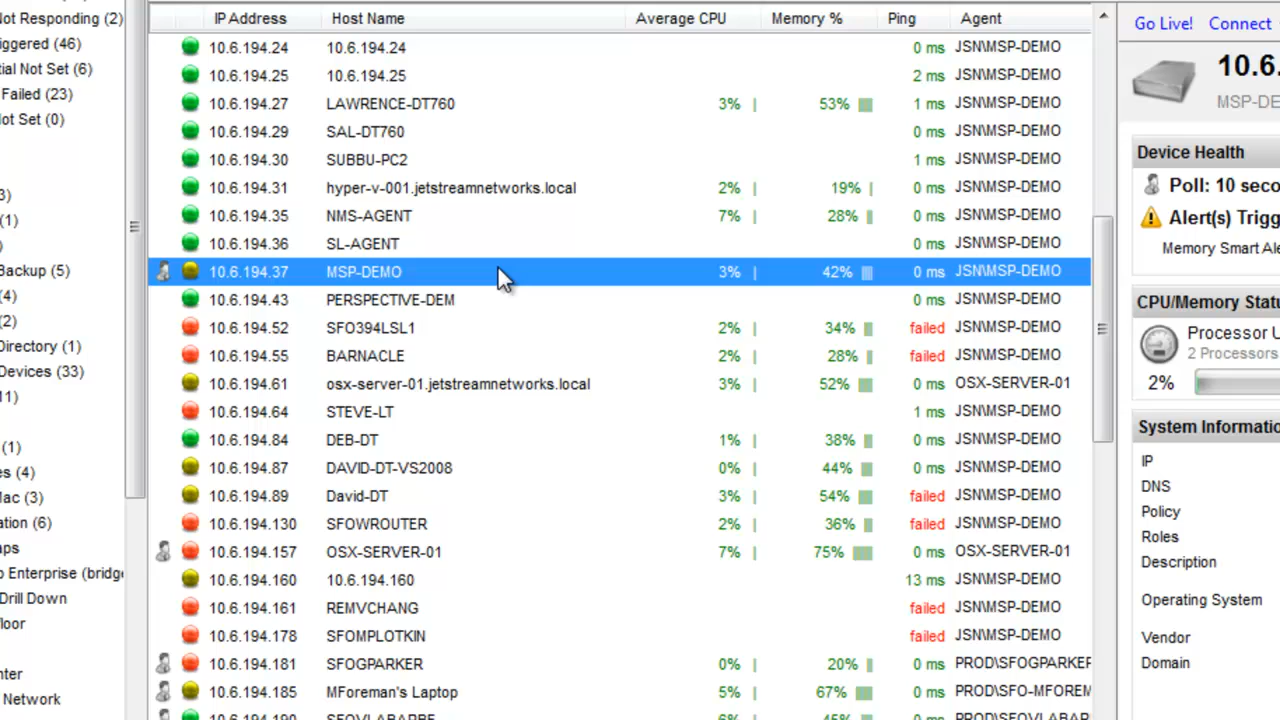 Not Responding (2)
iggered (46)
tial Not Set (6)
Failed (23)
Not Set (0)
3)
(1)
)
Backup (5)
(4)
(2)
Directory (1)
Devices (33)
11)
(1)
es (4)
Mac (3)
ation (6)
aps
p Enterprise (bridge
Drill Down
loor
nter
Network
IP Address Host Name Average CPU Memory % Ping Agent
10.6.194.24 10.6.194.24 0 ms JSN\MSP-DEMO
10.6.194.25 10.6.194.25 2 ms JSN\MSP-DEMO
10.6.194.27 LAWRENCE-DT760 3% 53% 1 ms JSN\MSP-DEMO
10.6.194.29 SAL-DT760 0 ms JSN\MSP-DEMO
10.6.194.30 SUBBU-PC2 1 ms JSN\MSP-DEMO
10.6.194.31 hyper-v-001.jetstreamnetworks.local 2% 19% 0 ms JSN\MSP-DEMO
10.6.194.35 NMS-AGENT 7% 28% 0 ms JSN\MSP-DEMO
10.6.194.36 SL-AGENT 0 ms JSN\MSP-DEMO
10.6.194.37 MSP-DEMO 3% 42% 0 ms JSN\MSP-DEMO
10.6.194.43 PERSPECTIVE-DEM 0 ms JSN\MSP-DEMO
10.6.194.52 SFO394LSL1 2% 34% failed JSN\MSP-DEMO
10.6.194.55 BARNACLE 2% 28% failed JSN\MSP-DEMO
10.6.194.61 osx-server-01.jetstreamnetworks.local 3% 52% 0 ms OSX-SERVER-01
10.6.194.64 STEVE-LT 1 ms JSN\MSP-DEMO
10.6.194.84 DEB-DT 1% 38% 0 ms JSN\MSP-DEMO
10.6.194.87 DAVID-DT-VS2008 0% 44% 0 ms JSN\MSP-DEMO
10.6.194.89 David-DT 3% 54% failed JSN\MSP-DEMO
10.6.194.130 SFOWROUTER 2% 36% failed JSN\MSP-DEMO
10.6.194.157 OSX-SERVER-01 7% 75% 0 ms OSX-SERVER-01
10.6.194.160 10.6.194.160 13 ms JSN\MSP-DEMO
10.6.194.161 REMVCHANG failed JSN\MSP-DEMO
10.6.194.178 SFOMPLOTKIN failed JSN\MSP-DEMO
10.6.194.181 SFOGPARKER 0% 20% 0 ms PROD\SFOGPARKER
10.6.194.185 MForeman's Laptop 5% 67% 0 ms PROD\SFO-MFOREM
Go Live! Connect
10.6.
MSP-DE
Device Health
Poll: 10 seco
Alert(s) Trigg
Memory Smart Ale
CPU/Memory Statu
Processor U
2 Processors
2%
System Informatio
IP
DNS
Policy
Roles
Description
Operating System
Vendor
Domain